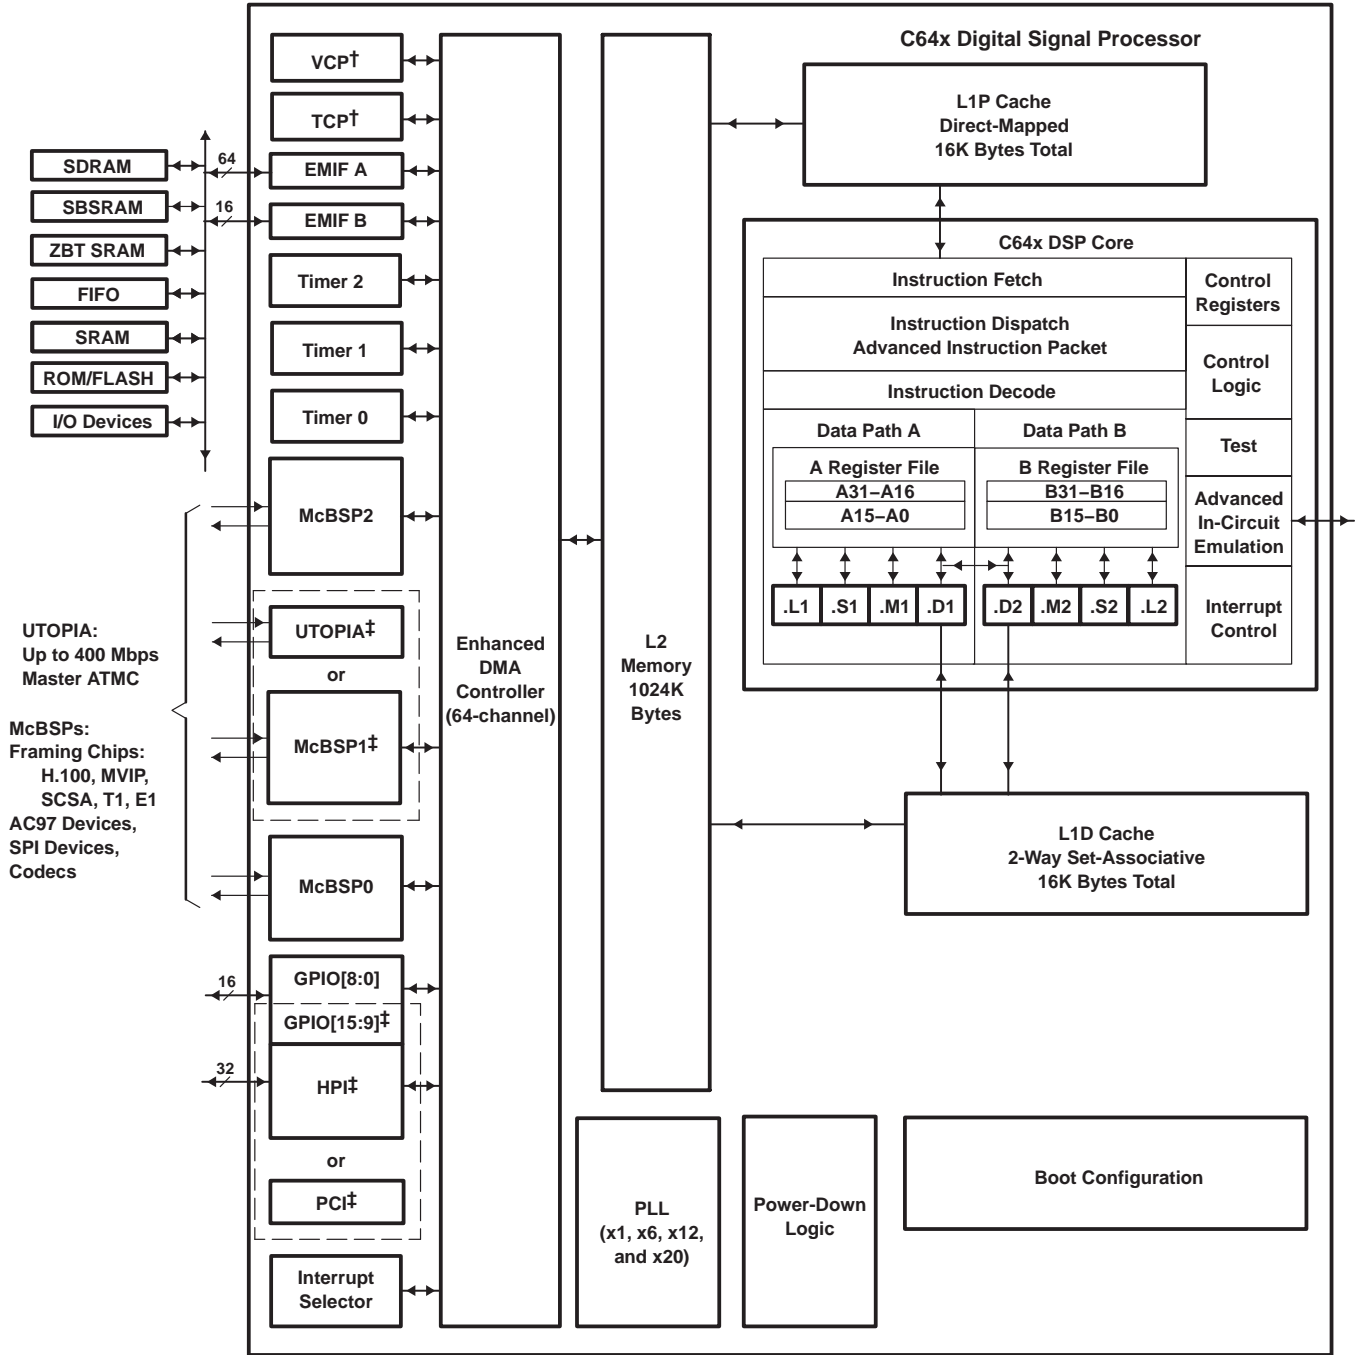 C64x Digital Signal Processor
VCP†
TCP†
EMIF A
EMIF B
Timer 2
Timer 1
Timer 0
McBSP2
UTOPIA‡
or
McBSP1‡
McBSP0
GPIO[8:0]
GPIO[15:9]‡
HPI‡
or
PCI‡
Interrupt
Selector
64
16
16
32
SDRAM
SBSRAM
ZBT SRAM
FIFO
SRAM
ROM/FLASH
I/O Devices
UTOPIA:
Up to 400 Mbps
Master ATMC
McBSPs:
Framing Chips:
H.100, MVIP,
SCSA, T1, E1
AC97 Devices,
SPI Devices,
Codecs
Enhanced
DMA
Controller
(64-channel)
L2
Memory
1024K
Bytes
L1P Cache
Direct-Mapped
16K Bytes Total
C64x DSP Core
Instruction Fetch
Instruction Dispatch
Advanced Instruction Packet
Instruction Decode
Data Path A
Data Path B
A Register File
A31–A16
A15–A0
B Register File
B31–B16
B15–B0
.L1
.S1
.M1
.D1
.D2
.M2
.S2
.L2
Control
Registers
Control
Logic
Test
Advanced
In-Circuit
Emulation
Interrupt
Control
L1D Cache
2-Way Set-Associative
16K Bytes Total
PLL
(x1, x6, x12,
and x20)
Power-Down
Logic
Boot Configuration